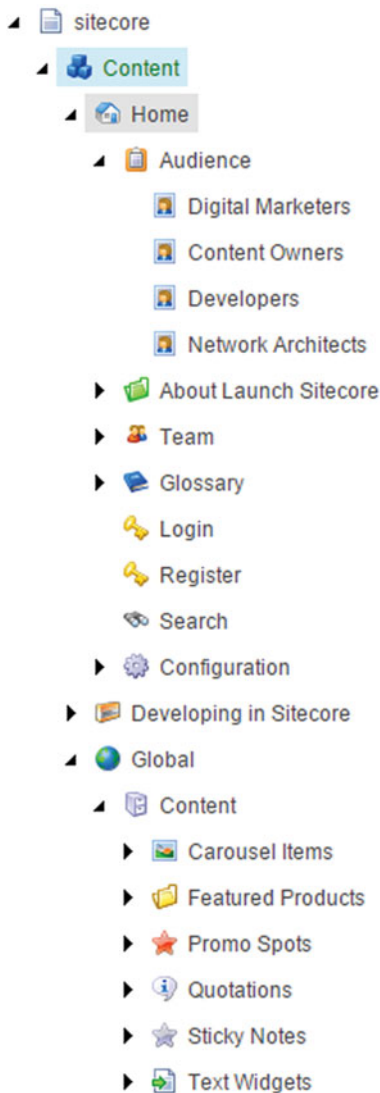 sitecore
Content
Home
Audience
Digital Marketers
Content Owners
Developers
Network Architects
About Launch Sitecore
Team
Glossary
Login
Register
Search
Configuration
Developing in Sitecore
Global
Content
Carousel Items
Featured Products
Promo Spots
Quotations
Sticky Notes
Text Widgets